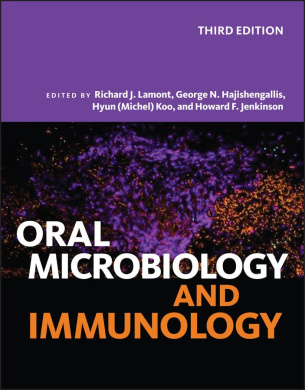 THIRD EDITION
EDITED BY Richard J. Lamont, George N. Hajishengallis,
Hyun (Michel) Koo, and Howard F. Jenkinson
ORAL
MICROBIOLOGY
AND
IMMUNOLOGY